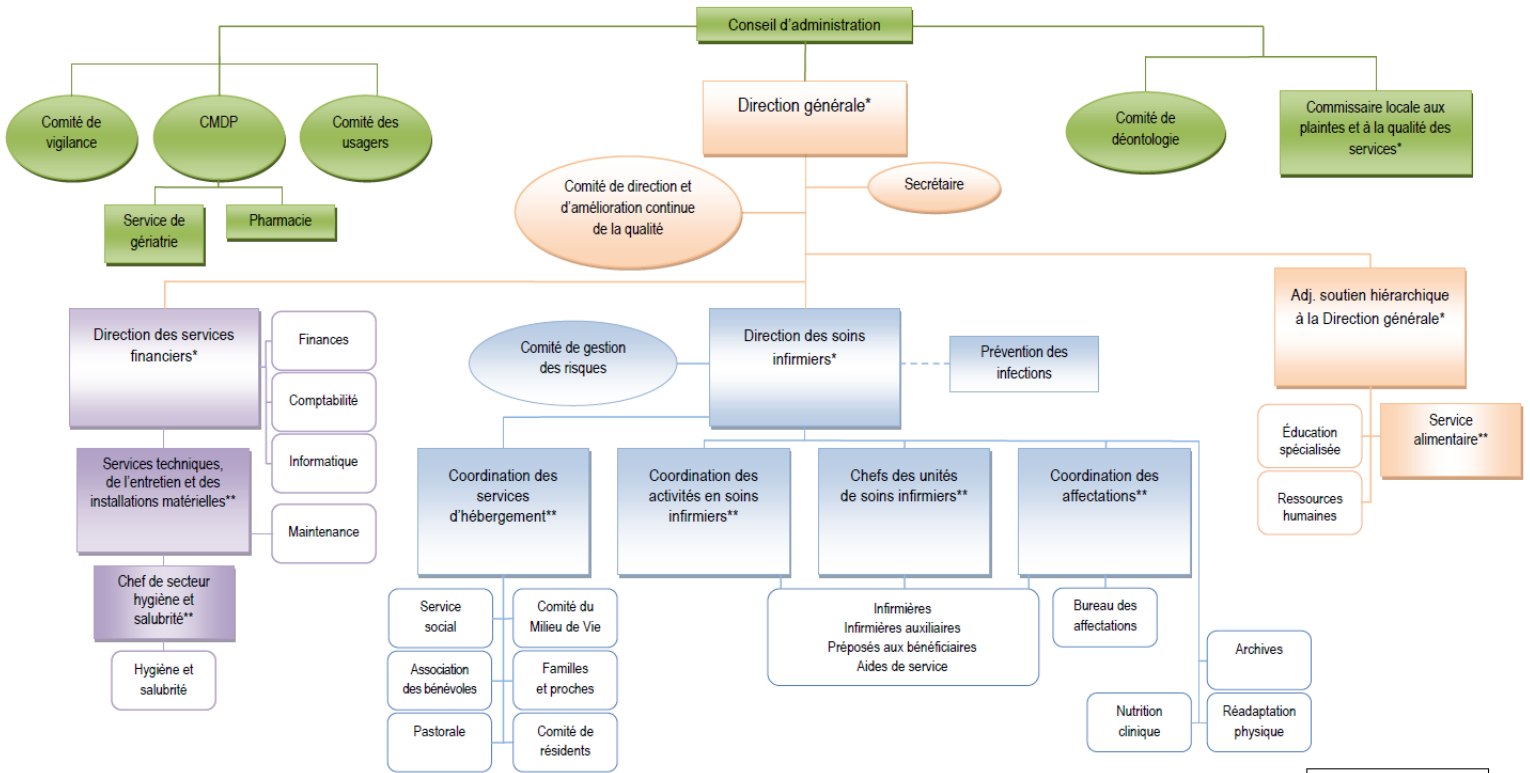 Conseil d'administration
Direction générale*
Comité de
vigilance
CMDP
Comité des
usagers
Comité de
déontologie
Commissaire locale aux
plaintes et à la qualité des
services*
Service de
gériatrie
Pharmacie
Comité de direction et
d'amélioration continue
de la qualité
Secrétaire
Direction des services
financiers*
Finances
Comptabilité
Informatique
Services techniques,
de l'entretien et des
installations matérielles**
Maintenance
Chef de secteur
hygiène et
salubrité**
Hygiène et
salubrité
Comité de gestion
des risques
Direction des soins
infirmiers*
Prévention des
infections
Adj. soutien hiérarchique
à la Direction générale*
Éducation
spécialisée
Service
alimentaire**
Ressources
humaines
Coordination des
services
d'hébergement**
Coordination des
activités en soins
infirmiers**
Chefs des unités
de soins infirmiers**
Coordination des
affectations**
Service
social
Comité du
Milieu de Vie
Association
des bénévoles
Familles
et proches
Pastorale
Comité de
résidents
Infirmières
Infirmières auxiliaires
Préposés aux bénéficiaires
Aides de service
Bureau des
affectations
Archives
Nutrition
clinique
Réadaptation
physique